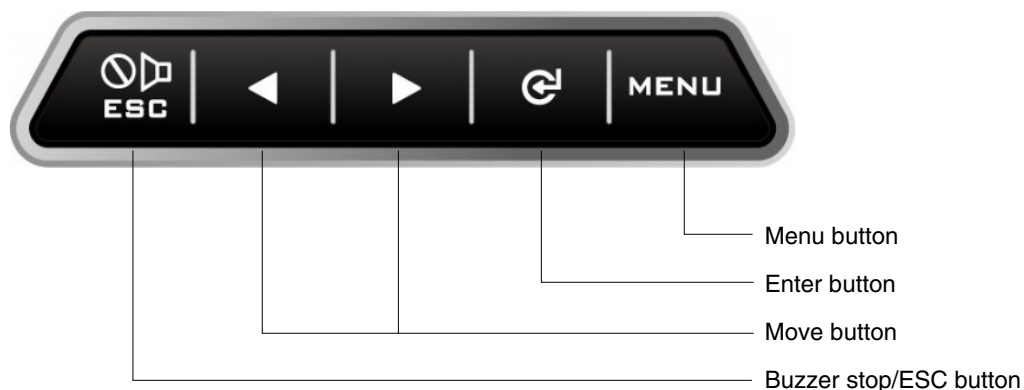 ESC
MENU
Menu button
Enter button
Move button
Buzzer stop/ESC button